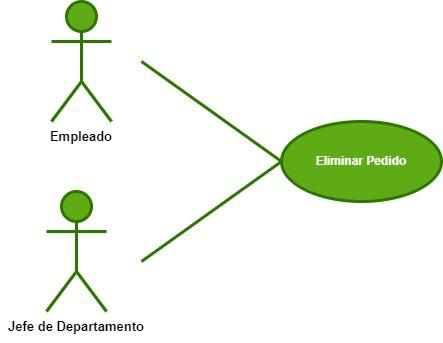 Empleado
Eliminar Pedido
Jefe de Departamento